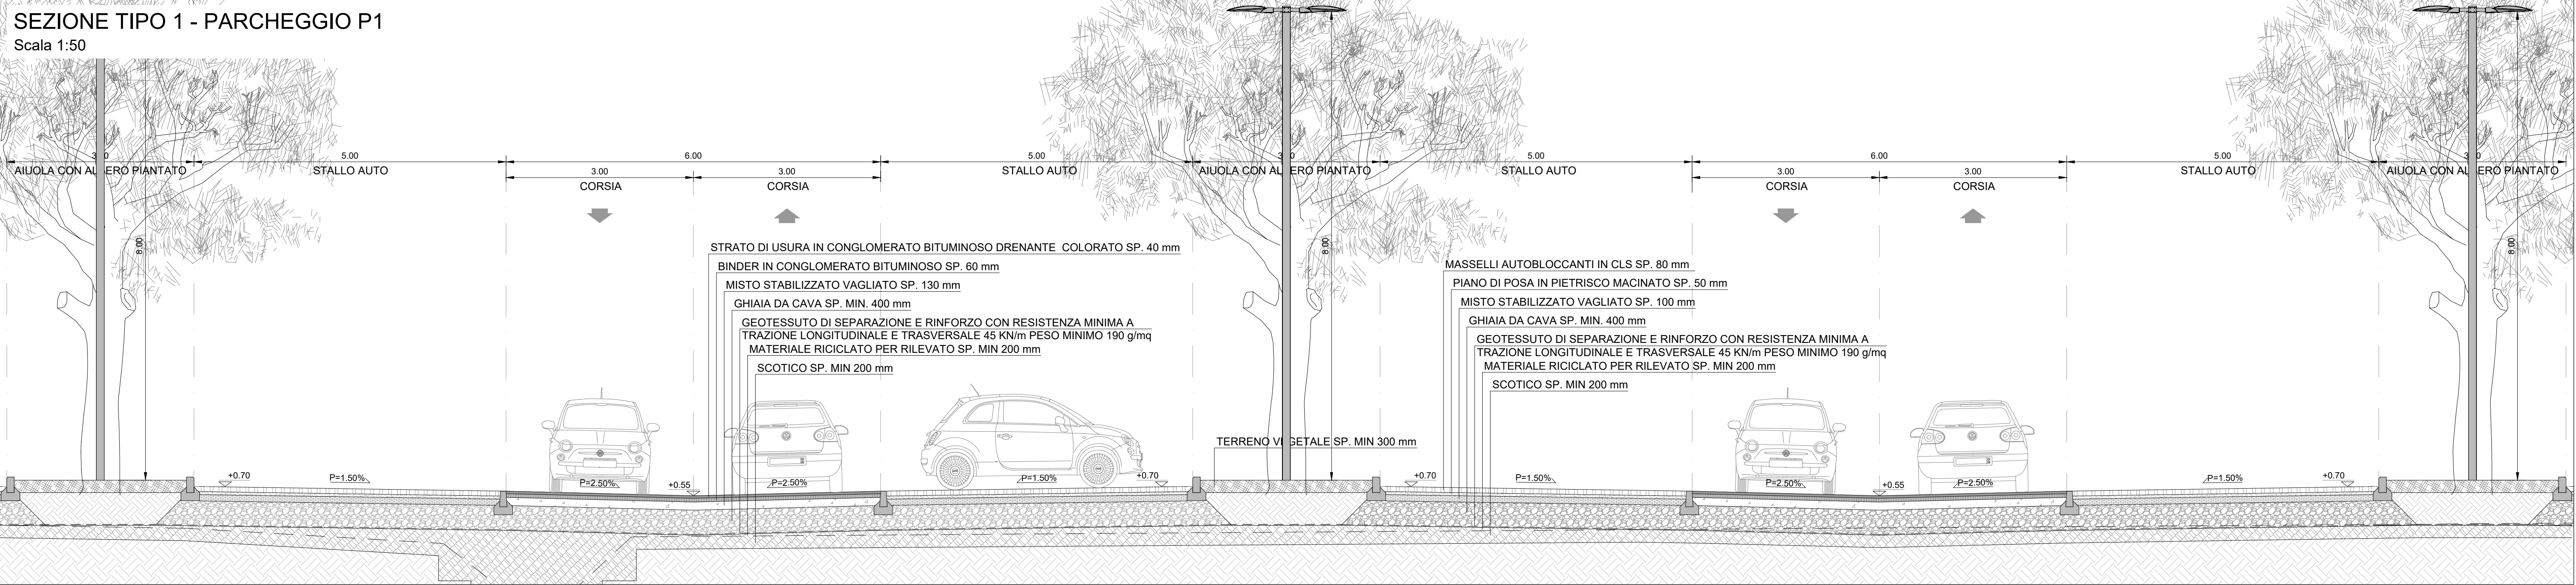 SEZIONE TIPO 1 - PARCHEGGIO P1
Scala 1:50
5.00 6.00 5.00 5.00 6.00 5.00
AIUOLA CON AL ERO PIANTATO STALLO AUTO STALLO AUTO AIUOLA CON AL ERO PIANTATO STALLO AUTO STALLO AUTO AIUOLA CON AL ERO PIANTATO
3.00 3.00 3.00 3.00
CORSIA CORSIA CORSIA CORSIA
8.00 8.00 8.00
STRATO DI USURA IN CONGLOMERATO BITUMINOSO DRENANTE COLORATO SP. 40 mm
BINDER IN CONGLOMERATO BITUMINOSO SP. 60 mm
MISTO STABILIZZATO VAGLIATO SP. 130 mm
GHIAIA DA CAVA SP. MIN. 400 mm
GEOTESSUTO DI SEPARAZIONE E RINFORZO CON RESISTENZA MINIMA A
TRAZIONE LONGITUDINALE E TRASVERSALE 45 KN/m PESO MINIMO 190 g/mq
MATERIALE RICICLATO PER RILEVATO SP. MIN 200 mm
SCOTICO SP. MIN 200 mm
MASSELLI AUTOBLOCCANTI IN CLS SP. 80 mm
PIANO DI POSA IN PIETRISCO MACINATO SP. 50 mm
MISTO STABILIZZATO VAGLIATO SP. 100 mm
GHIAIA DA CAVA SP. MIN. 400 mm
GEOTESSUTO DI SEPARAZIONE E RINFORZO CON RESISTENZA MINIMA A
TRAZIONE LONGITUDINALE E TRASVERSALE 45 KN/m PESO MINIMO 190 g/mq
MATERIALE RICICLATO PER RILEVATO SP. MIN 200 mm
SCOTICO SP. MIN 200 mm
TERRENO VEGETALE SP. MIN 300 mm
+0.70 P=1.50% P=2.50% +0.55 P=2.50% P=1.50% +0.70 +0.70 P=1.50% P=2.50% +0.55 P=2.50% P=1.50% +0.70